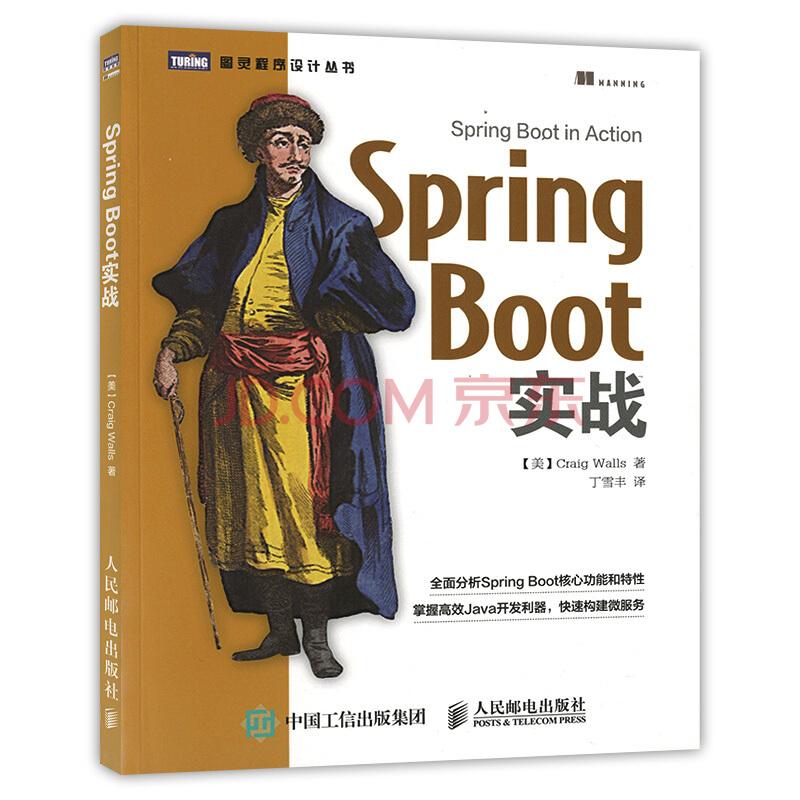 TURING 图灵程序设计丛书
MANNING
Spring Boot in Action
Spring
Boot
实战
JD.COM 京东
【美】Craig Walls 著
丁雪丰 译
全面分析Spring Boot核心功能和特性
掌握高效Java开发利器，快速构建微服务
中国工信出版集团
人民邮电出版社
POSTS & TELECOM PRESS
Spring Boot实战
【美】Craig Walls 著
人民邮电出版社